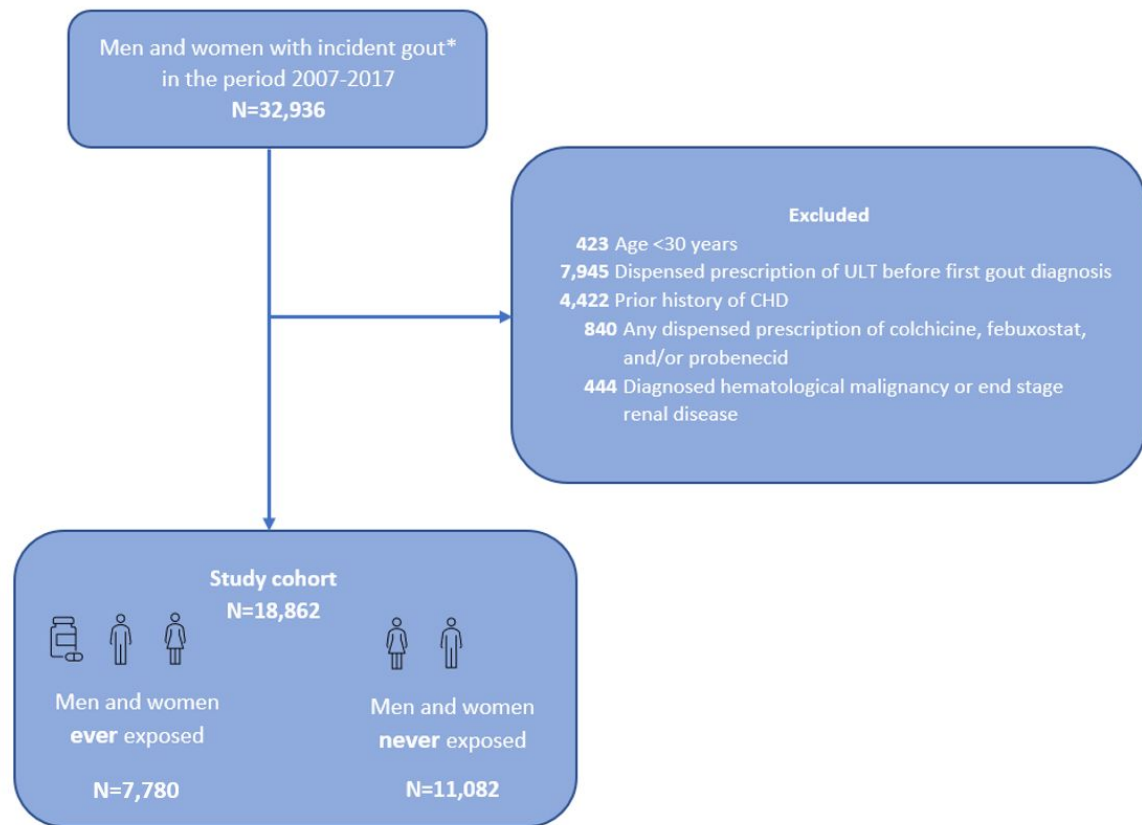 Men and women with incident gout*
in the period 2007-2017
N=32,936
Excluded
423 Age <30 years
7,945 Dispensed prescription of ULT before first gout diagnosis
4,422 Prior history of CHD
840 Any dispensed prescription of colchicine, febuxostat,
and/or probenecid
444 Diagnosed hematological malignancy or end stage
renal disease
Study cohort
N=18,862
Men and women
ever exposed
N=7,780
Men and women
never exposed
N=11,082